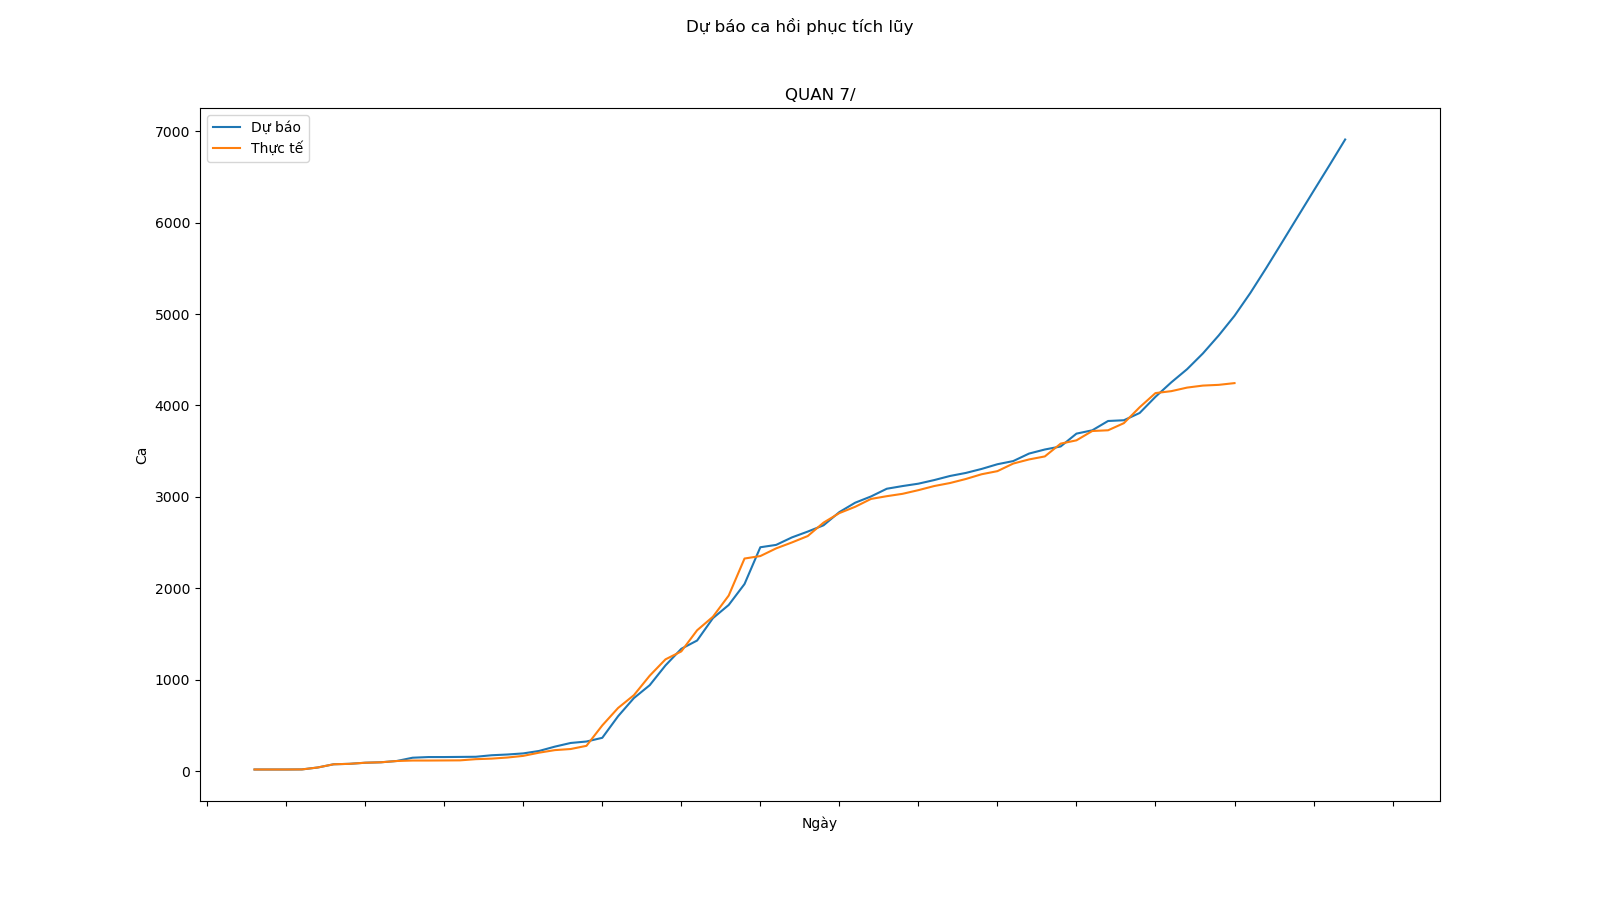 Dự báo ca hồi phục tích lũy
QUAN 7/
Dự báo
Thực tế
7000
6000
5000
4000
3000
2000
1000
0
Ca
Ngày